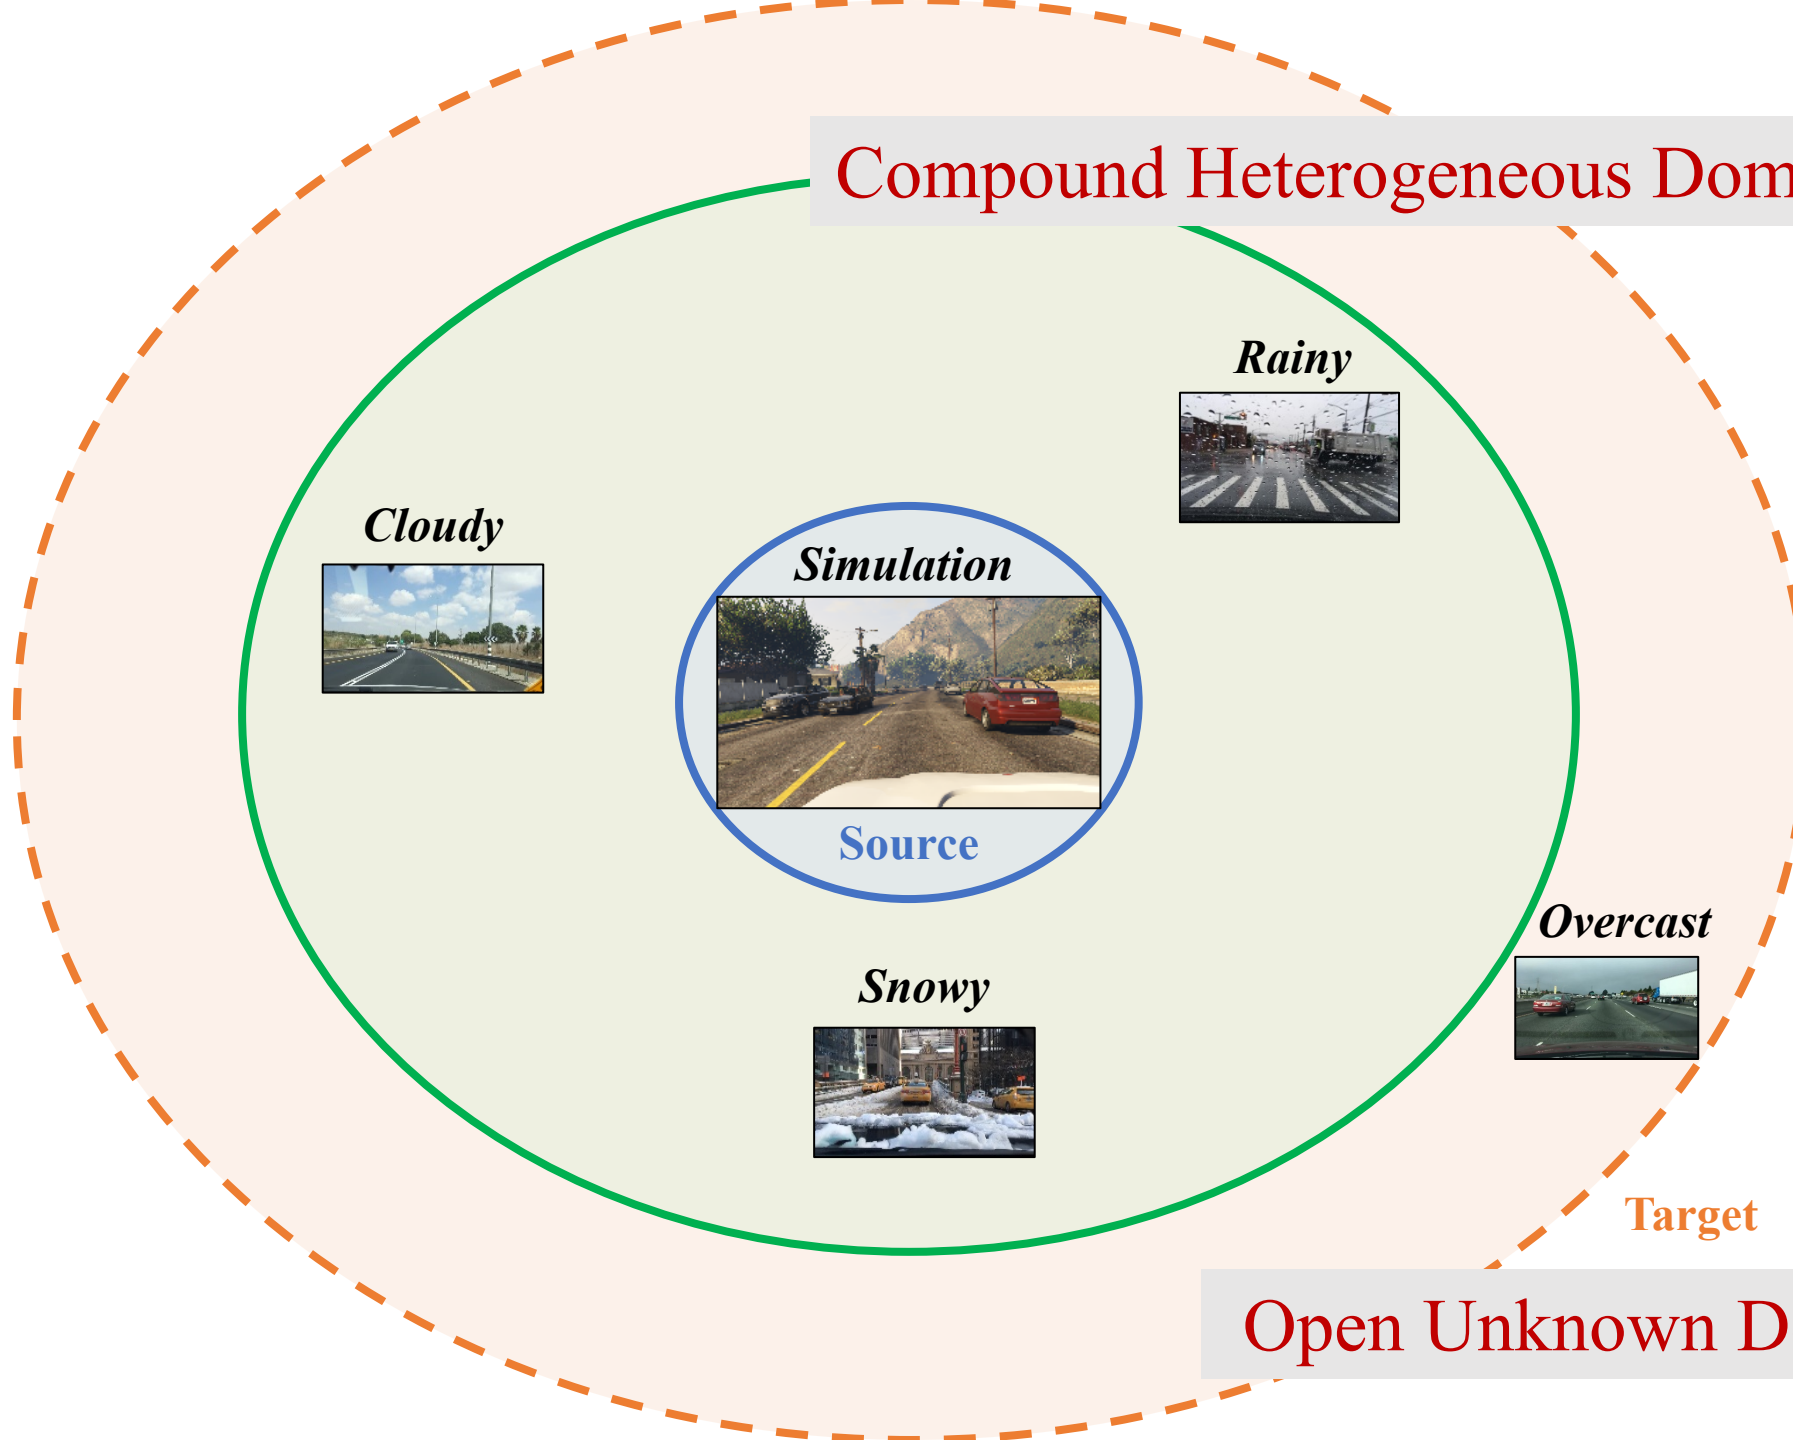 Compound Heterogeneous Dom
Rainy
Cloudy
Simulation
Source
Overcast
Snowy
Target
Open Unknown D